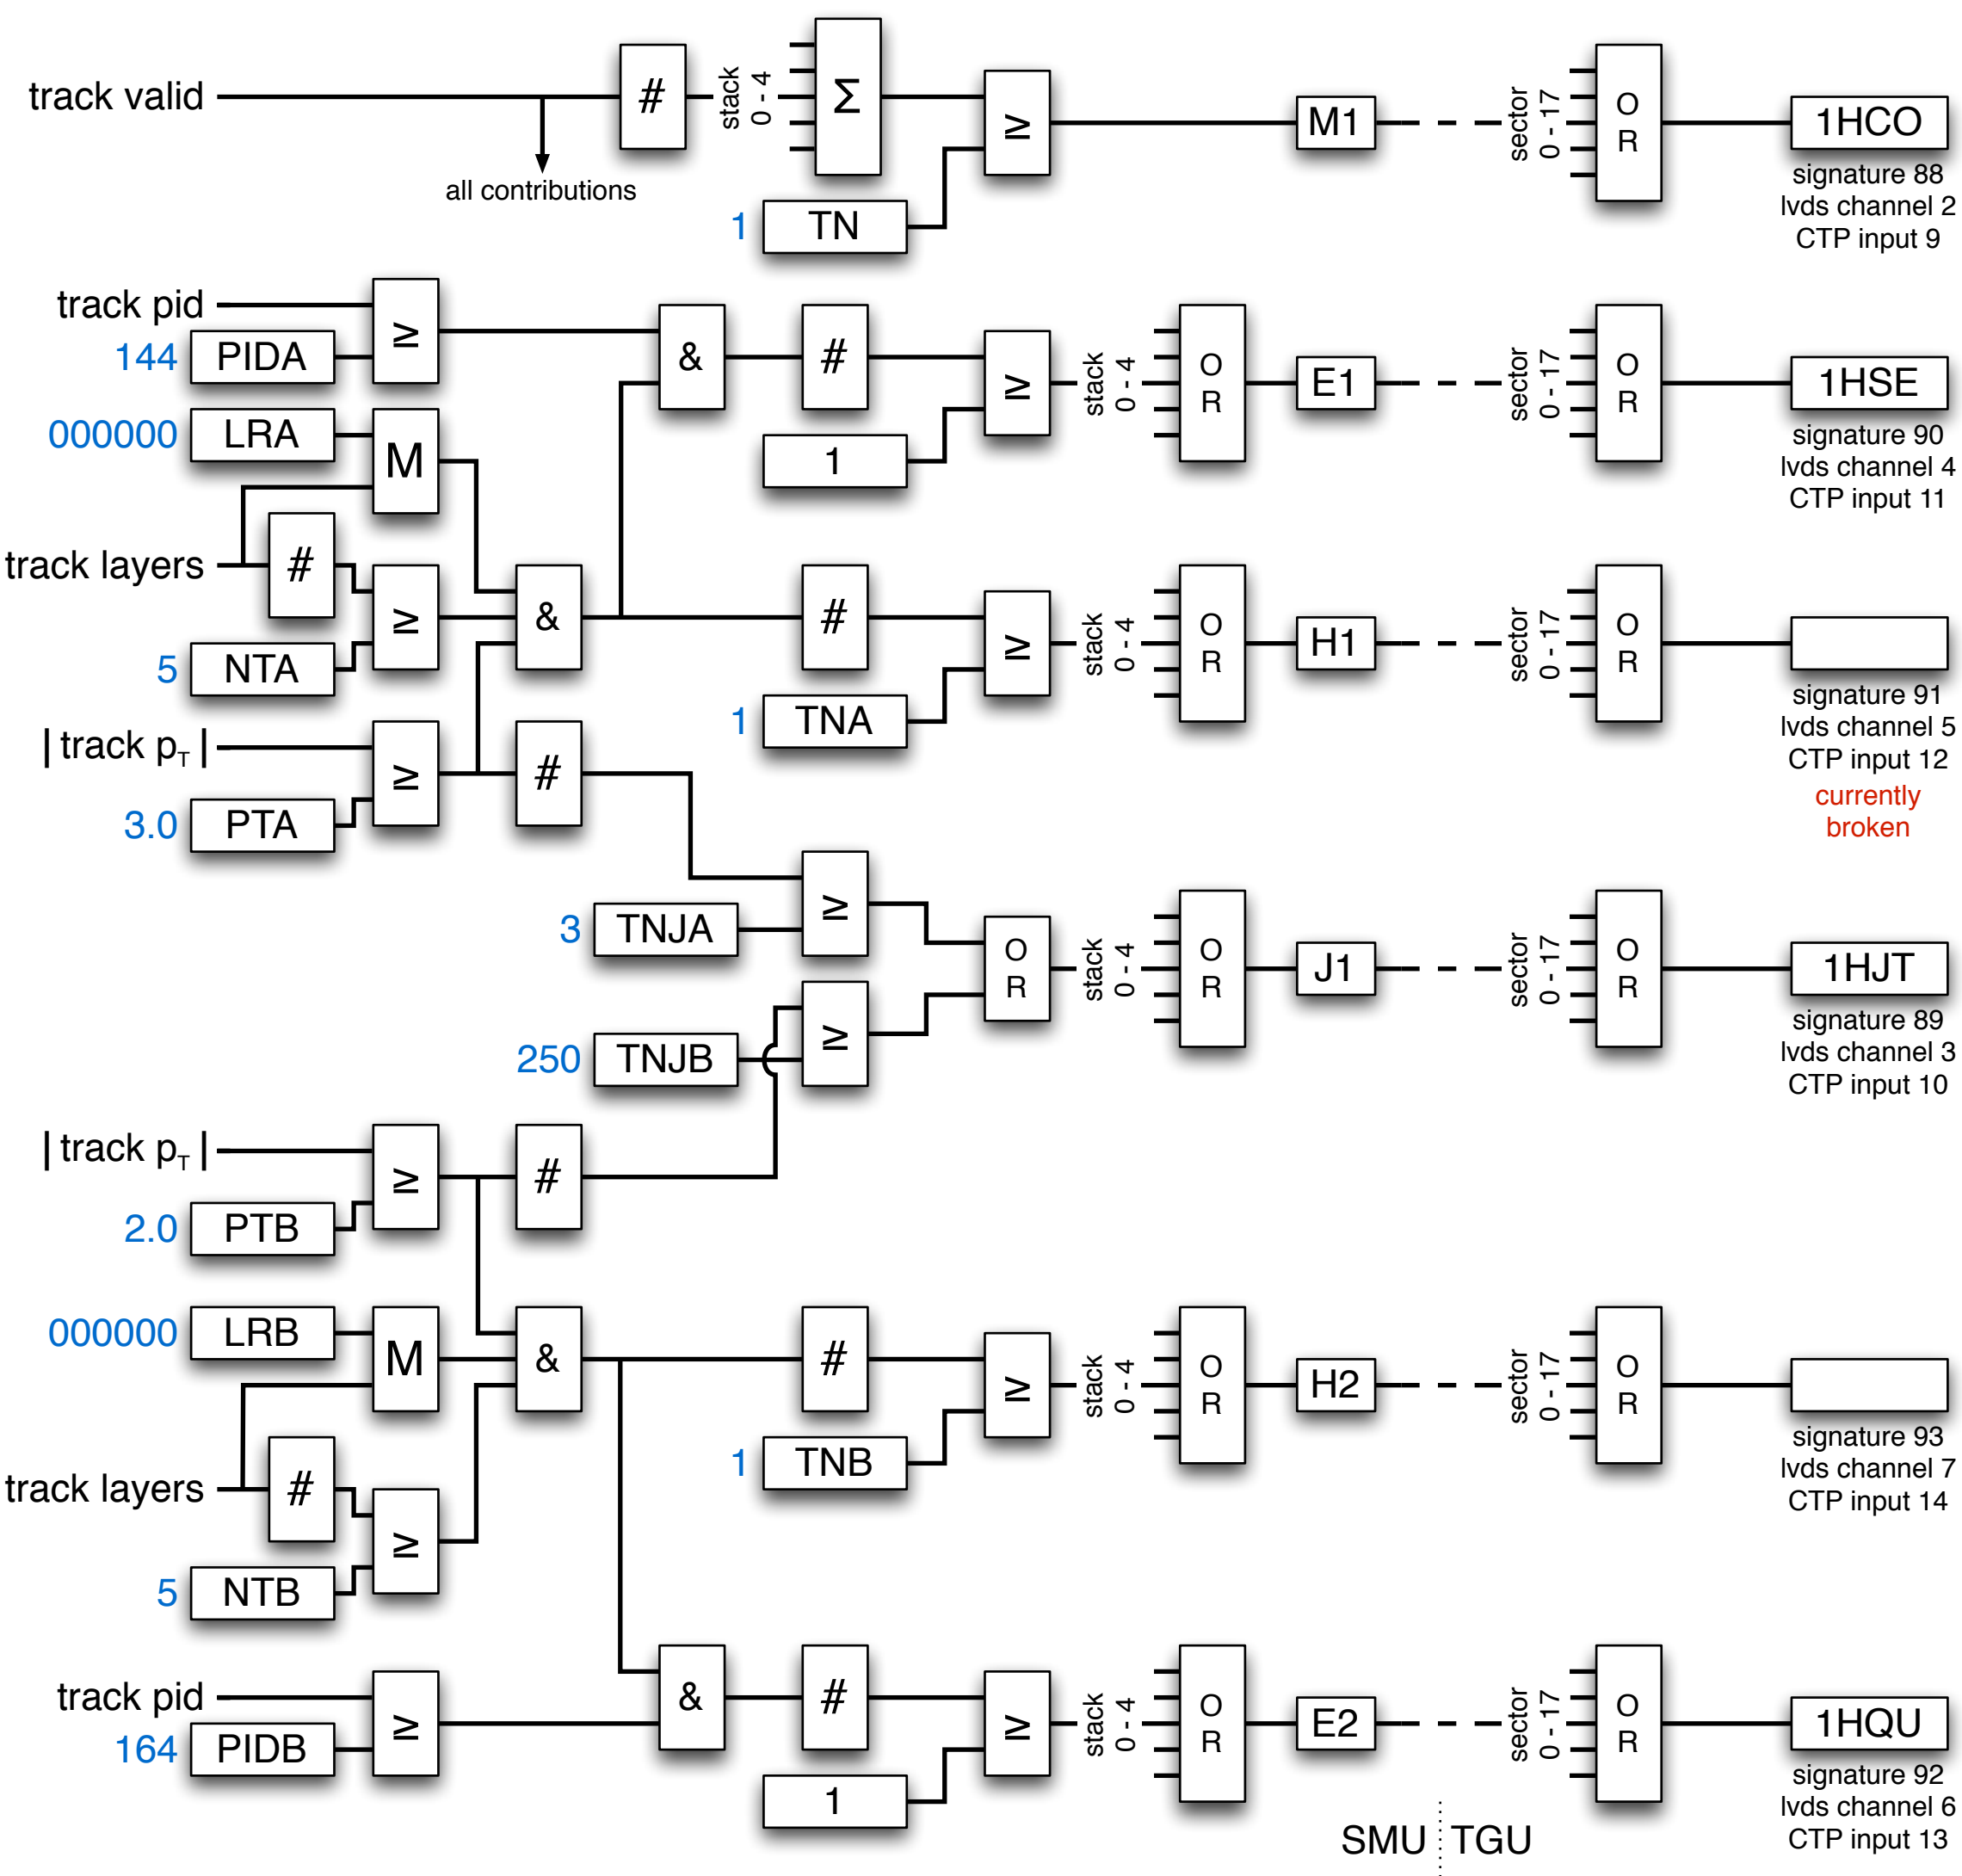 track valid
#
stack
0 - 4
Σ
≥
M1
sector
0 - 17
O
R
1HCO
all contributions
1
TN
signature 88
lvds channel 2
CTP input 9
track pid
144
PIDA
≥
&
#
≥
1
stack
0 - 4
O
R
E1
sector
0 - 17
O
R
1HSE
signature 90
lvds channel 4
CTP input 11
000000
LRA
M
track layers
#
≥
5
NTA
&
#
≥
1
TNA
stack
0 - 4
O
R
H1
sector
0 - 17
O
R
signature 91
lvds channel 5
CTP input 12
currently
broken
| track pT |
≥
#
3.0
PTA
3
TNJA
≥
250
TNJB
≥
O
R
stack
0 - 4
O
R
J1
sector
0 - 17
O
R
1HJT
signature 89
lvds channel 3
CTP input 10
| track pT |
≥
#
2.0
PTB
000000
LRB
M
&
#
≥
1
TNB
stack
0 - 4
O
R
H2
sector
0 - 17
O
R
signature 93
lvds channel 7
CTP input 14
track layers
#
≥
5
NTB
track pid
164
PIDB
≥
&
#
≥
1
stack
0 - 4
O
R
E2
sector
0 - 17
O
R
1HQU
signature 92
lvds channel 6
CTP input 13
SMU
TGU